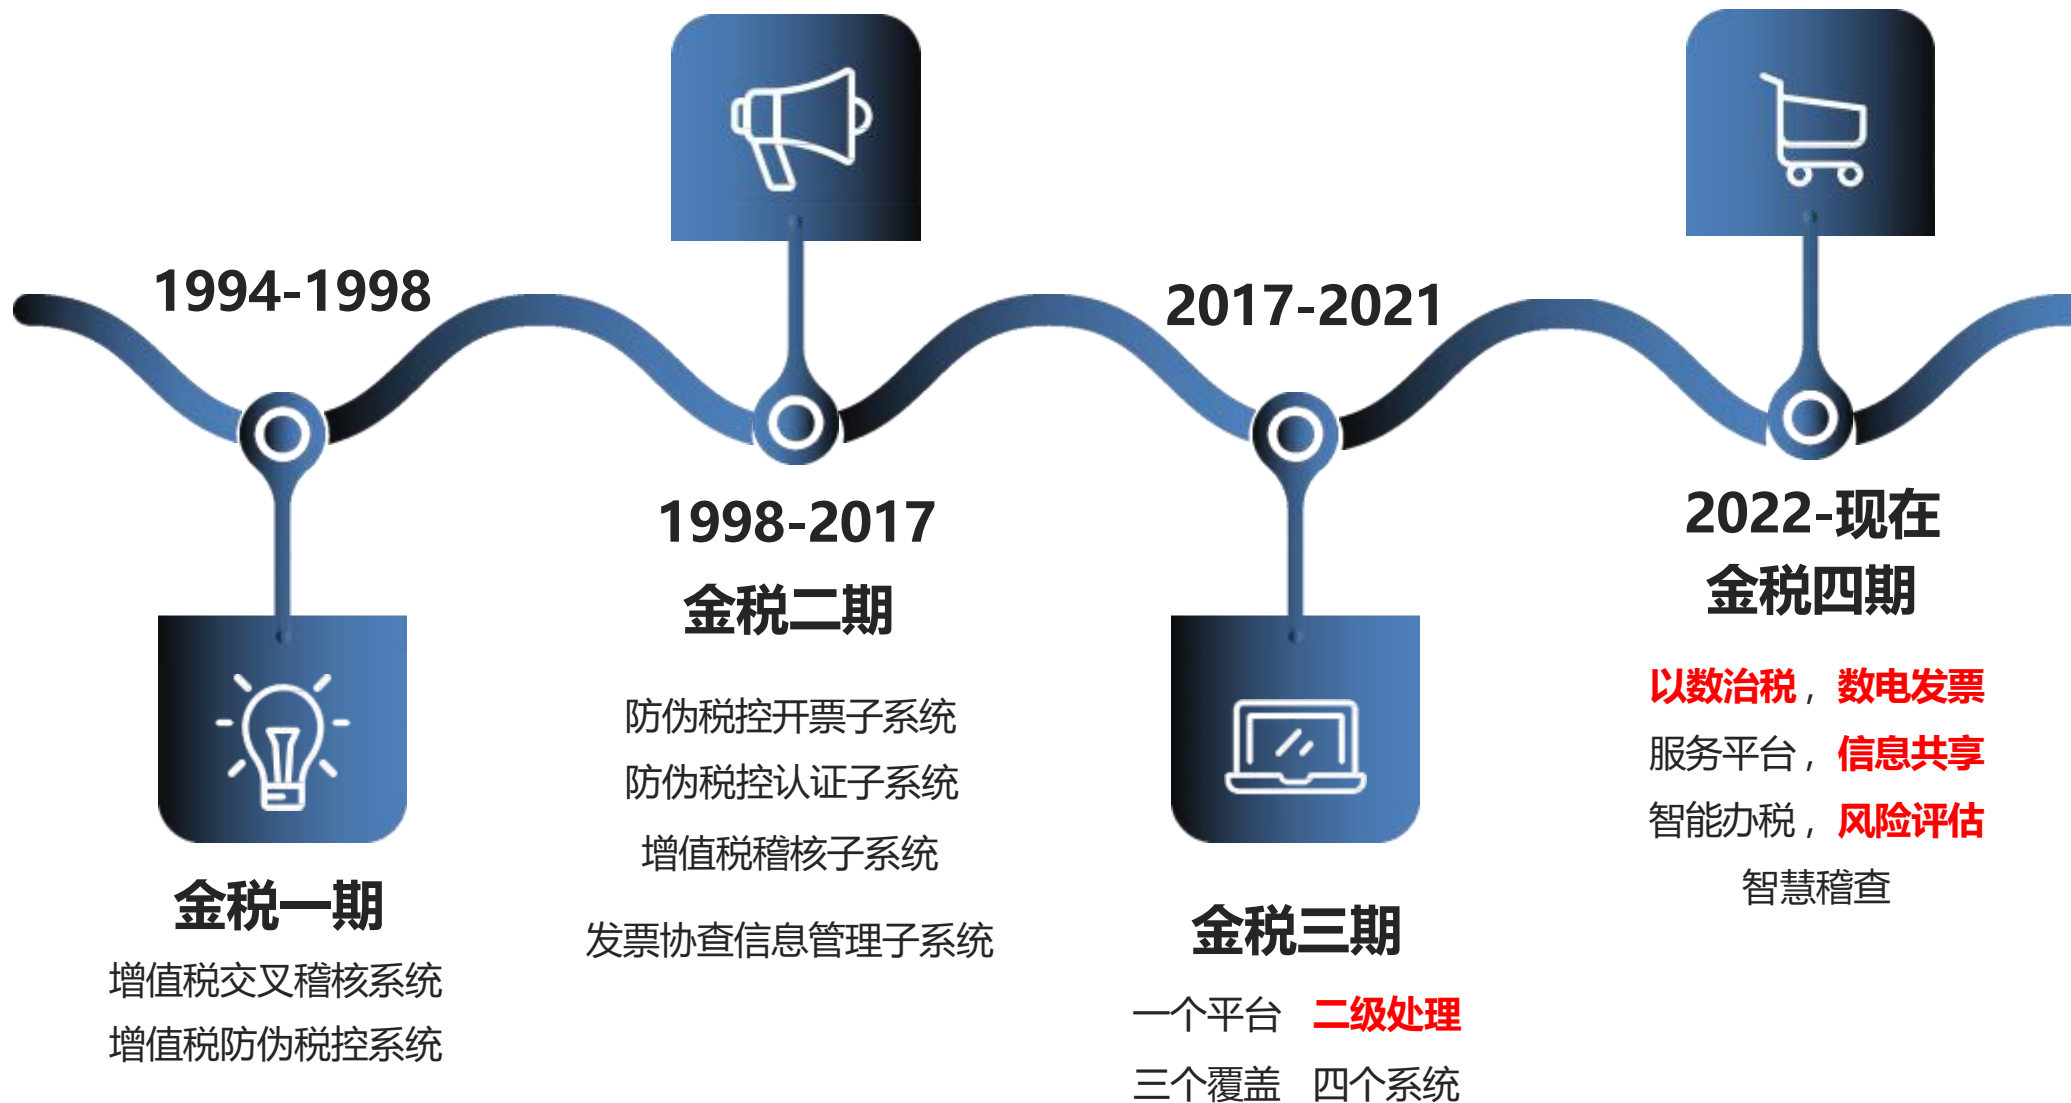 1994-1998
金税一期
增值税交叉稽核系统
增值税防伪税控系统
1998-2017
金税二期
防伪税控开票子系统
防伪税控认证子系统
增值税稽核子系统
发票协查信息管理子系统
2017-2021
金税三期
一个平台 二级处理
三个覆盖 四个系统
2022-现在
金税四期
以数治税，数电发票
服务平台，信息共享
智能办税，风险评估
智慧稽查